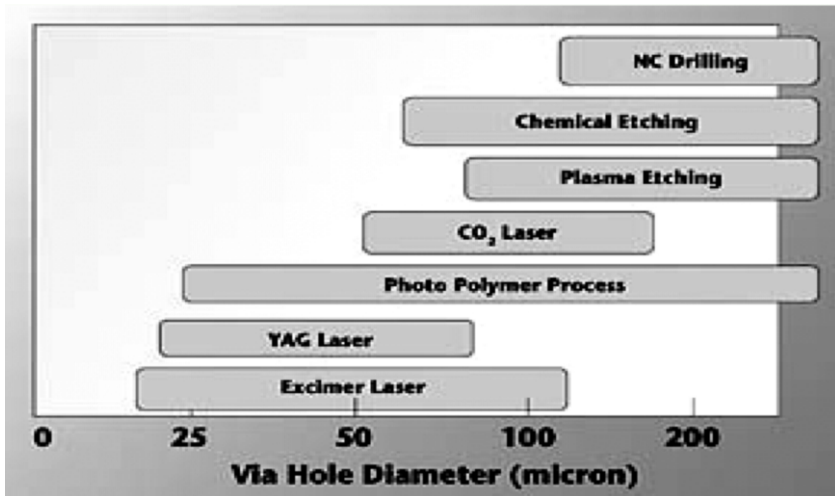 NC Drilling
Chemical Etching
Plasma Etching
CO₂ Laser
Photo Polymer Process
YAG Laser
Excimer Laser
0 25 50 100 200
Via Hole Diameter (micron)